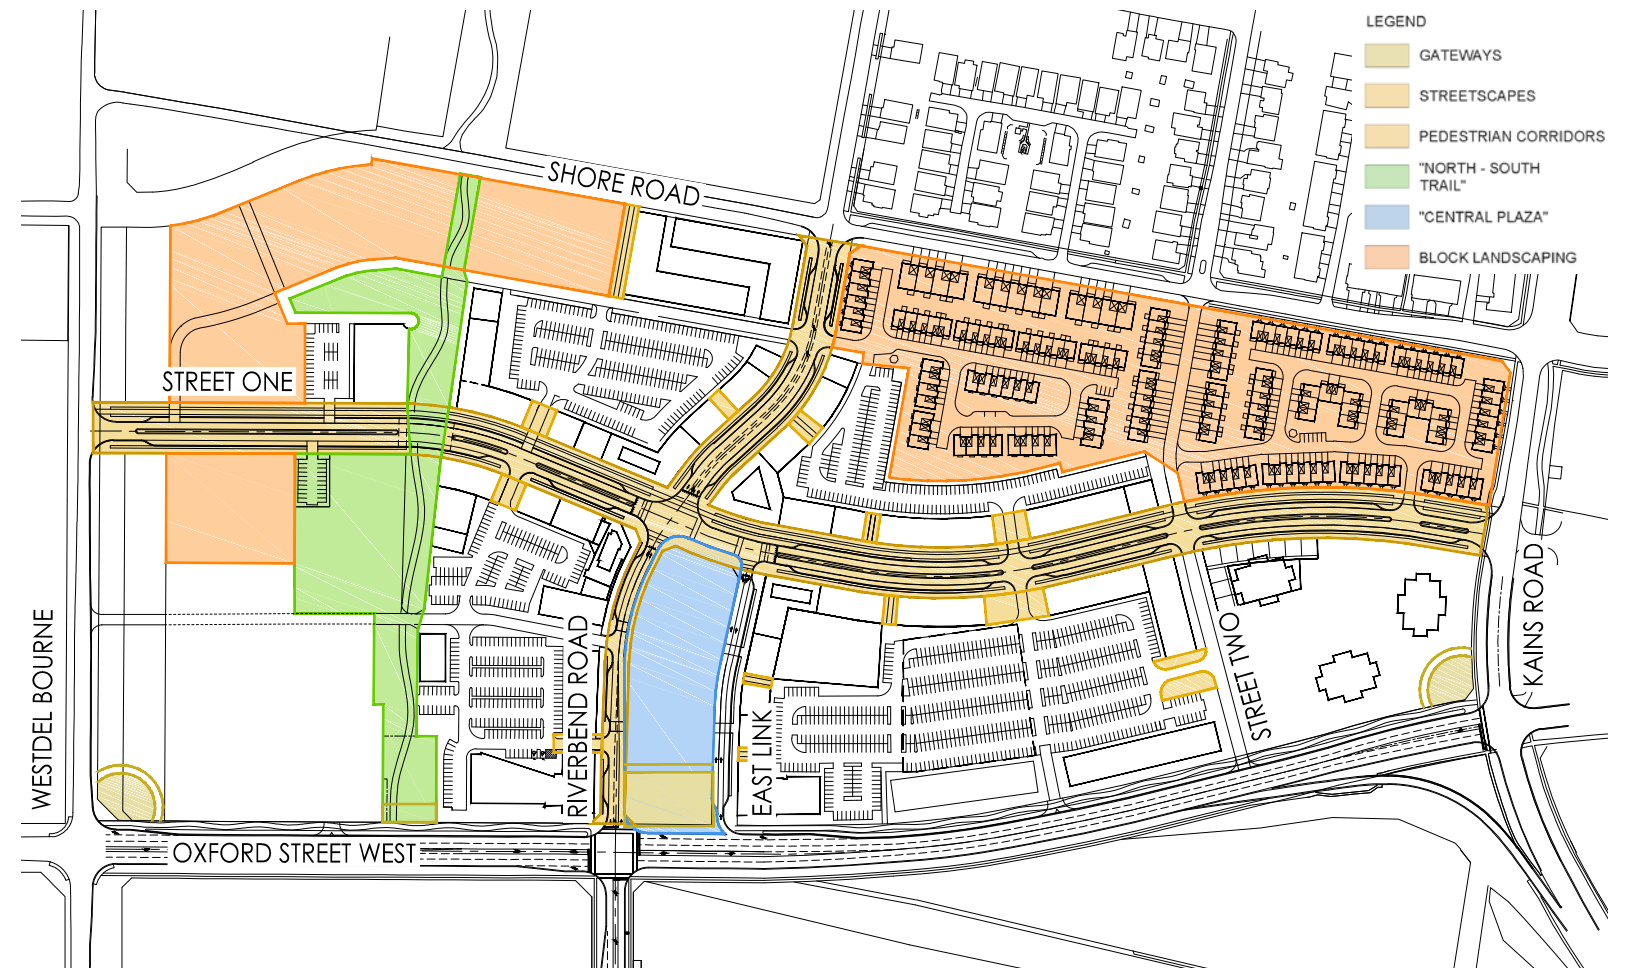 LEGEND
GATEWAYS
STREETSCAPES
PEDESTRIAN CORRIDORS
"NORTH - SOUTH
TRAIL"
"CENTRAL PLAZA"
BLOCK LANDSCAPING
SHORE ROAD
STREET ONE
WESTDEL BOURNE
RIVERBEND ROAD
EAST LINK
STREET TWO
KAINS ROAD
OXFORD STREET WEST